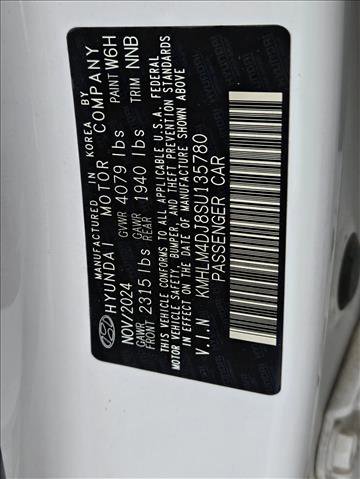 MANUFACTURED IN KOREA BY
HYUNDAI MOTOR COMPANY
NOV/2024 GVWR 4079 lbs PAINT W6H
GAWR FRONT 2315 lbs GAWR REAR 1940 lbs TRIM NNB
THIS VEHICLE CONFORMS TO ALL APPLICABLE U.S.A. FEDERAL
MOTOR VEHICLE SAFETY, BUMPER, AND THEFT PREVENTION STANDARDS
IN EFFECT ON THE DATE OF MANUFACTURE SHOWN ABOVE
V.I.N KMHLM4DJ8SU135780
PASSENGER CAR